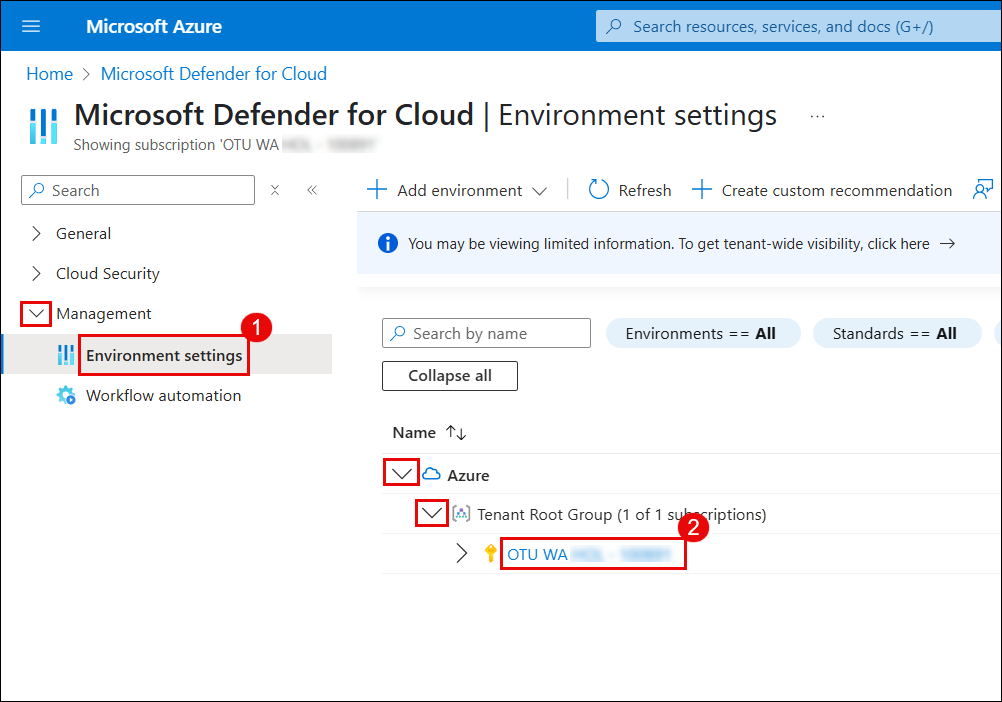 Microsoft Azure
Search resources, services, and docs (G+/)
Home > Microsoft Defender for Cloud
Microsoft Defender for Cloud | Environment settings ...
Showing subscription 'OTU WA
Search
Add environment
Refresh
Create custom recommendation
General
Cloud Security
Management
1
Environment settings
Workflow automation
You may be viewing limited information. To get tenant-wide visibility, click here →
Search by name
Environments == All
Standards == All
Collapse all
Name ↑↓
Azure
Tenant Root Group (1 of 1 subscriptions)
2
OTU WA